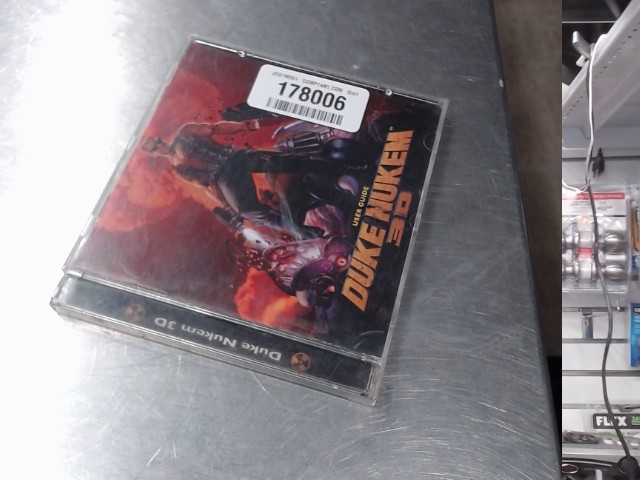 178006
USER GUIDE
DUKE NUKEM
3D
Duke Nukem 3D
FLEX